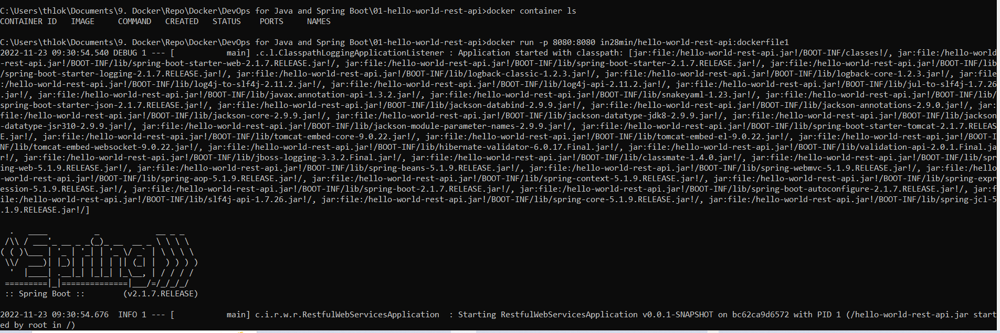 C:\Users\thlok\Documents\9. Docker\Repo\Docker\DevOps for Java and Spring Boot\01-hello-world-rest-api>docker container ls
CONTAINER ID   IMAGE     COMMAND   CREATED   STATUS    PORTS     NAMES
C:\Users\thlok\Documents\9. Docker\Repo\Docker\DevOps for Java and Spring Boot\01-hello-world-rest-api>docker run -p 8080:8080 in28min/hello-world-rest-api:dockerfile1
2022-11-23 09:30:54.540 DEBUG 1 --- [           main] .c.l.ClasspathLoggingApplicationListener : Application started with classpath: [jar:file:/hello-world-rest-api.jar!/BOOT-INF/classes!/, jar:file:/hello-world
-rest-api.jar!/BOOT-INF/lib/spring-boot-starter-web-2.1.7.RELEASE.jar!/, jar:file:/hello-world-rest-api.jar!/BOOT-INF/lib/spring-boot-starter-2.1.7.RELEASE.jar!/, jar:file:/hello-world-rest-api.jar!/BOOT-INF/lib
/spring-boot-starter-logging-2.1.7.RELEASE.jar!/, jar:file:/hello-world-rest-api.jar!/BOOT-INF/lib/logback-classic-1.2.3.jar!/, jar:file:/hello-world-rest-api.jar!/BOOT-INF/lib/logback-core-1.2.3.jar!/, jar:file
:/hello-world-rest-api.jar!/BOOT-INF/lib/log4j-to-slf4j-2.11.2.jar!/, jar:file:/hello-world-rest-api.jar!/BOOT-INF/lib/log4j-api-2.11.2.jar!/, jar:file:/hello-world-rest-api.jar!/BOOT-INF/lib/jul-to-slf4j-1.7.26
.jar!/, jar:file:/hello-world-rest-api.jar!/BOOT-INF/lib/javax.annotation-api-1.3.2.jar!/, jar:file:/hello-world-rest-api.jar!/BOOT-INF/lib/snakeyaml-1.23.jar!/, jar:file:/hello-world-rest-api.jar!/BOOT-INF/lib/
spring-boot-starter-json-2.1.7.RELEASE.jar!/, jar:file:/hello-world-rest-api.jar!/BOOT-INF/lib/jackson-databind-2.9.9.jar!/, jar:file:/hello-world-rest-api.jar!/BOOT-INF/lib/jackson-annotations-2.9.0.jar!/, jar:
file:/hello-world-rest-api.jar!/BOOT-INF/lib/jackson-core-2.9.9.jar!/, jar:file:/hello-world-rest-api.jar!/BOOT-INF/lib/jackson-datatype-jdk8-2.9.9.jar!/, jar:file:/hello-world-rest-api.jar!/BOOT-INF/lib/jackson
-datatype-jsr310-2.9.9.jar!/, jar:file:/hello-world-rest-api.jar!/BOOT-INF/lib/jackson-module-parameter-names-2.9.9.jar!/, jar:file:/hello-world-rest-api.jar!/BOOT-INF/lib/spring-boot-starter-tomcat-2.1.7.RELEAS
E.jar!/, jar:file:/hello-world-rest-api.jar!/BOOT-INF/lib/tomcat-embed-core-9.0.22.jar!/, jar:file:/hello-world-rest-api.jar!/BOOT-INF/lib/tomcat-embed-el-9.0.22.jar!/, jar:file:/hello-world-rest-api.jar!/BOOT-I
NF/lib/tomcat-embed-websocket-9.0.22.jar!/, jar:file:/hello-world-rest-api.jar!/BOOT-INF/lib/hibernate-validator-6.0.17.Final.jar!/, jar:file:/hello-world-rest-api.jar!/BOOT-INF/lib/validation-api-2.0.1.Final.ja
r!/, jar:file:/hello-world-rest-api.jar!/BOOT-INF/lib/jboss-logging-3.3.2.Final.jar!/, jar:file:/hello-world-rest-api.jar!/BOOT-INF/lib/classmate-1.4.0.jar!/, jar:file:/hello-world-rest-api.jar!/BOOT-INF/lib/spr
ing-web-5.1.9.RELEASE.jar!/, jar:file:/hello-world-rest-api.jar!/BOOT-INF/lib/spring-beans-5.1.9.RELEASE.jar!/, jar:file:/hello-world-rest-api.jar!/BOOT-INF/lib/spring-webmvc-5.1.9.RELEASE.jar!/, jar:file:/hello
-world-rest-api.jar!/BOOT-INF/lib/spring-aop-5.1.9.RELEASE.jar!/, jar:file:/hello-world-rest-api.jar!/BOOT-INF/lib/spring-context-5.1.9.RELEASE.jar!/, jar:file:/hello-world-rest-api.jar!/BOOT-INF/lib/spring-expr
ession-5.1.9.RELEASE.jar!/, jar:file:/hello-world-rest-api.jar!/BOOT-INF/lib/spring-boot-2.1.7.RELEASE.jar!/, jar:file:/hello-world-rest-api.jar!/BOOT-INF/lib/spring-boot-autoconfigure-2.1.7.RELEASE.jar!/, jar:f
ile:/hello-world-rest-api.jar!/BOOT-INF/lib/slf4j-api-1.7.26.jar!/, jar:file:/hello-world-rest-api.jar!/BOOT-INF/lib/spring-core-5.1.9.RELEASE.jar!/, jar:file:/hello-world-rest-api.jar!/BOOT-INF/lib/spring-jcl-5
.1.9.RELEASE.jar!/]
  .   ____          _            __ _ _
 /\\ / ___'_ __ _ _(_)_ __  __ _ \ \ \ \
( ( )\___ | '_ | '_| | '_ \/ _` | \ \ \ \
 \\/  ___)| |_)| | | | | || (_| |  ) ) ) )
  '  |____| .__|_| |_|_| |_\__, | / / / /
 =========|_|==============|___/=/_/_/_/
 :: Spring Boot ::        (v2.1.7.RELEASE)
2022-11-23 09:30:54.676  INFO 1 --- [           main] c.i.r.w.r.RestfulWebServicesApplication  : Starting RestfulWebServicesApplication v0.0.1-SNAPSHOT on bc62ca9d6572 with PID 1 (/hello-world-rest-api.jar start
ed by root in /)